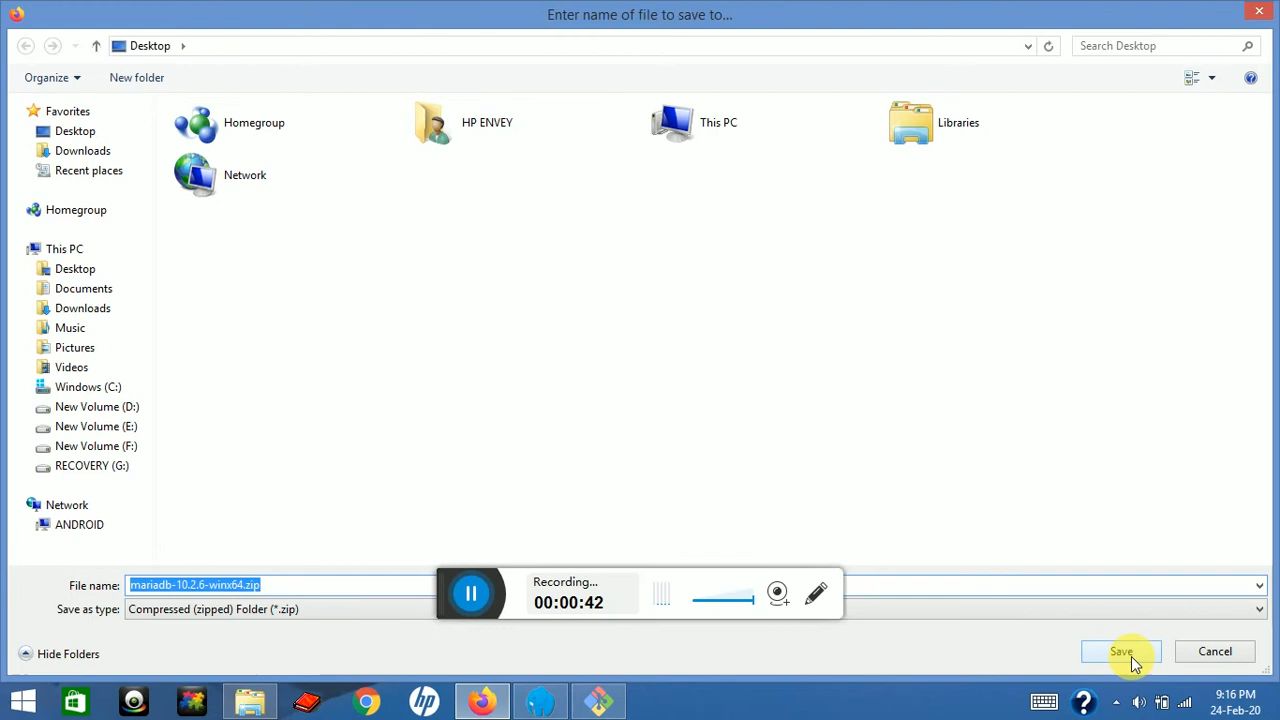 Enter name of file to save to...
Desktop
Search Desktop
Organize
New folder
Favorites
Desktop
Downloads
Recent places
Homegroup
This PC
Desktop
Documents
Downloads
Music
Pictures
Videos
Windows (C:)
New Volume (D:)
New Volume (E:)
New Volume (F:)
RECOVERY (G:)
Network
ANDROID
Homegroup
HP ENVEY
This PC
Libraries
Network
File name: mariadb-10.2.6-winx64.zip
Save as type: Compressed (zipped) Folder (*.zip)
Recording...
00:00:42
Hide Folders
Save
Cancel
hp
9:16 PM
24-Feb-20